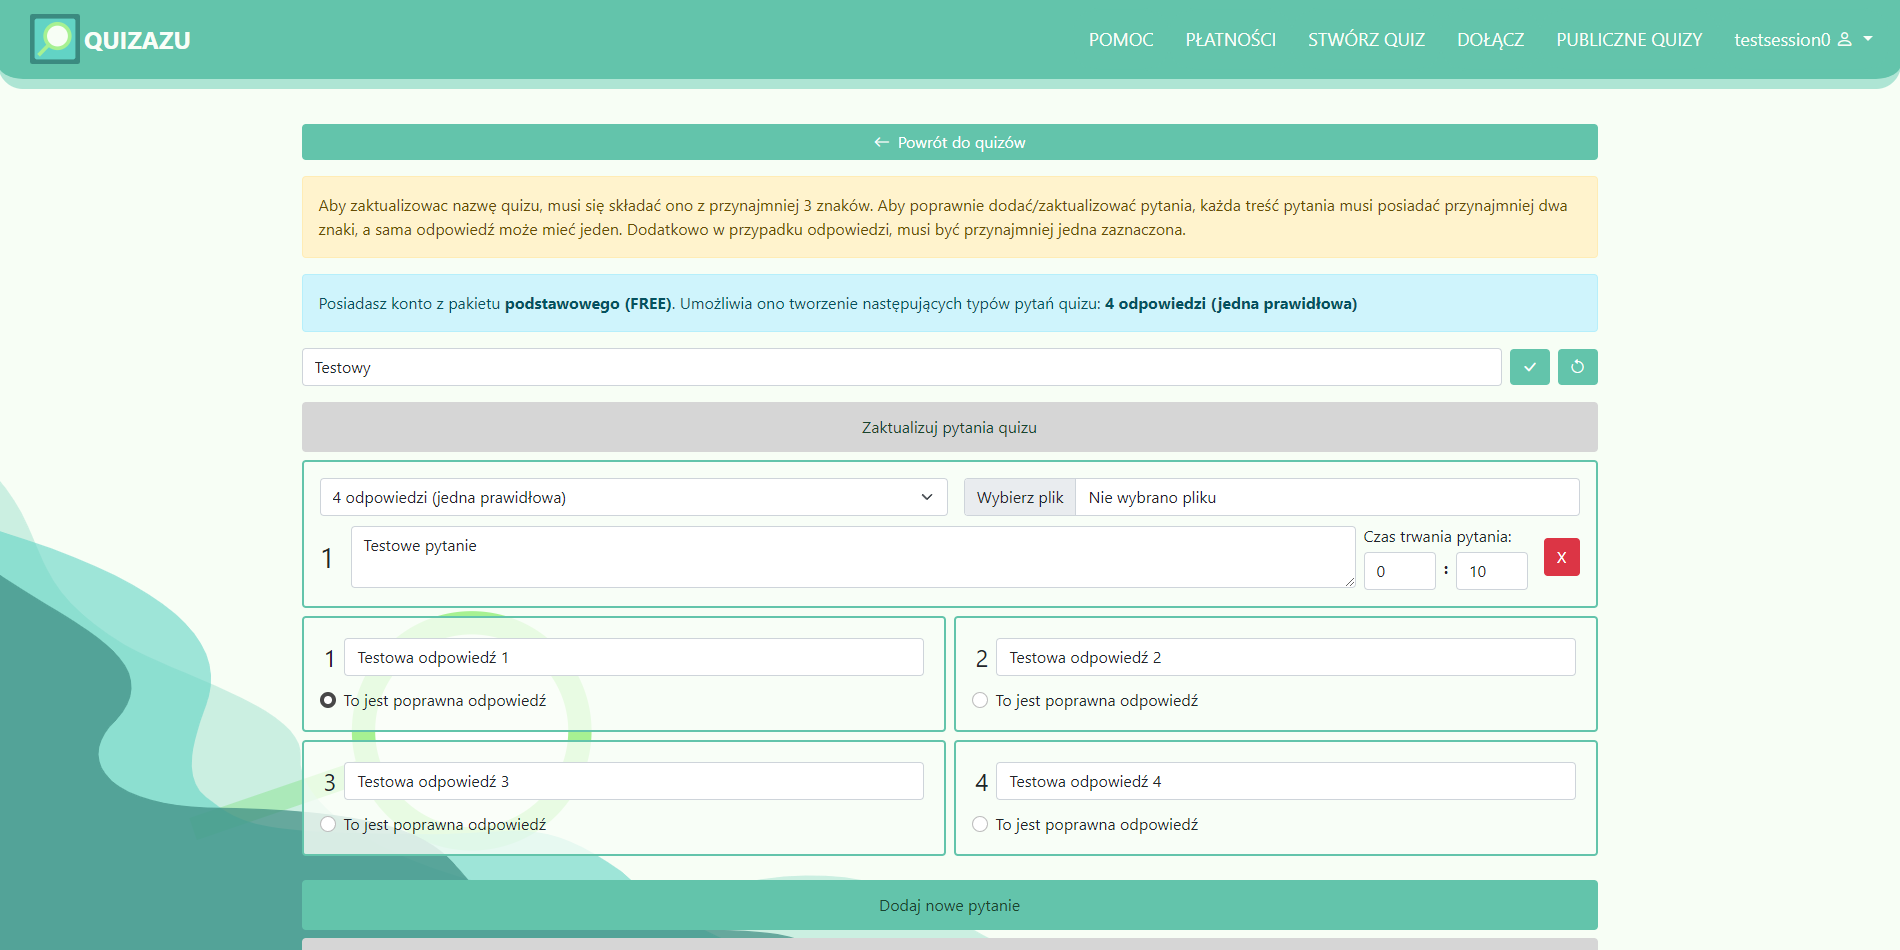 QUIZAZU
POMOC PŁATNOŚCI STWÓRZ QUIZ DOŁĄCZ PUBLICZNE QUIZY testsession0
Powrót do quizów
Aby zaktualizowac nazwę quizu, musi się składać ono z przynajmniej 3 znaków. Aby poprawnie dodać/zaktualizować pytania, każda treść pytania musi posiadać przynajmniej dwa
znaki, a sama odpowiedź może mieć jeden. Dodatkowo w przypadku odpowiedzi, musi być przynajmniej jedna zaznaczona.
Posiadasz konto z pakietu podstawowego (FREE). Umożliwia ono tworzenie następujących typów pytań quizu: 4 odpowiedzi (jedna prawidłowa)
Testowy
Zaktualizuj pytania quizu
4 odpowiedzi (jedna prawidłowa) Wybierz plik Nie wybrano pliku
1 Testowe pytanie
Czas trwania pytania:
0 : 10
X
1 Testowa odpowiedź 1
To jest poprawna odpowiedź
2 Testowa odpowiedź 2
To jest poprawna odpowiedź
3 Testowa odpowiedź 3
To jest poprawna odpowiedź
4 Testowa odpowiedź 4
To jest poprawna odpowiedź
Dodaj nowe pytanie